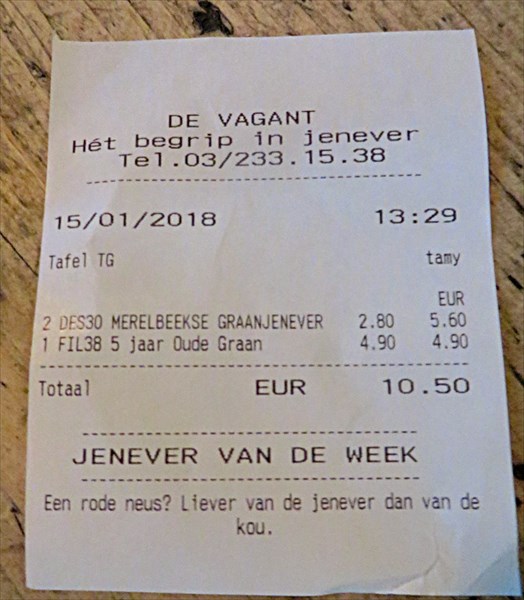 DE VAGANT
Hét begrip in jenever
Tel.03/233.15.38
15/01/2018 13:29
Tafel TG tamy
EUR
2 DES30 MERELBEEKSE GRAANJENEVER 2.80 5.60
1 FIL38 5 jaar Oude Graan 4.90 4.90
Totaal EUR 10.50
JENEVER VAN DE WEEK
Een rode neus? Liever van de jenever dan van de
kou.